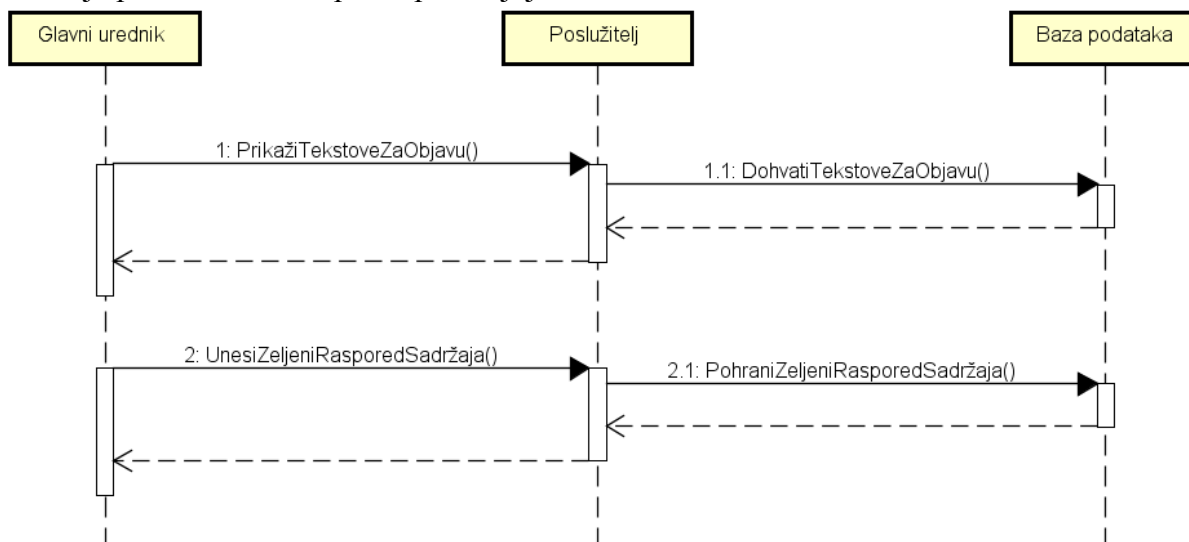 Glavni urednik
Poslužitelj
Baza podataka
1: PrikažiTekstoveZaObjavu()
1.1: DohvatiTekstoveZaObjavu()
2: UnesiZeljeniRasporedSadržaja()
2.1: PohraniZeljeniRasporedSadržaja()